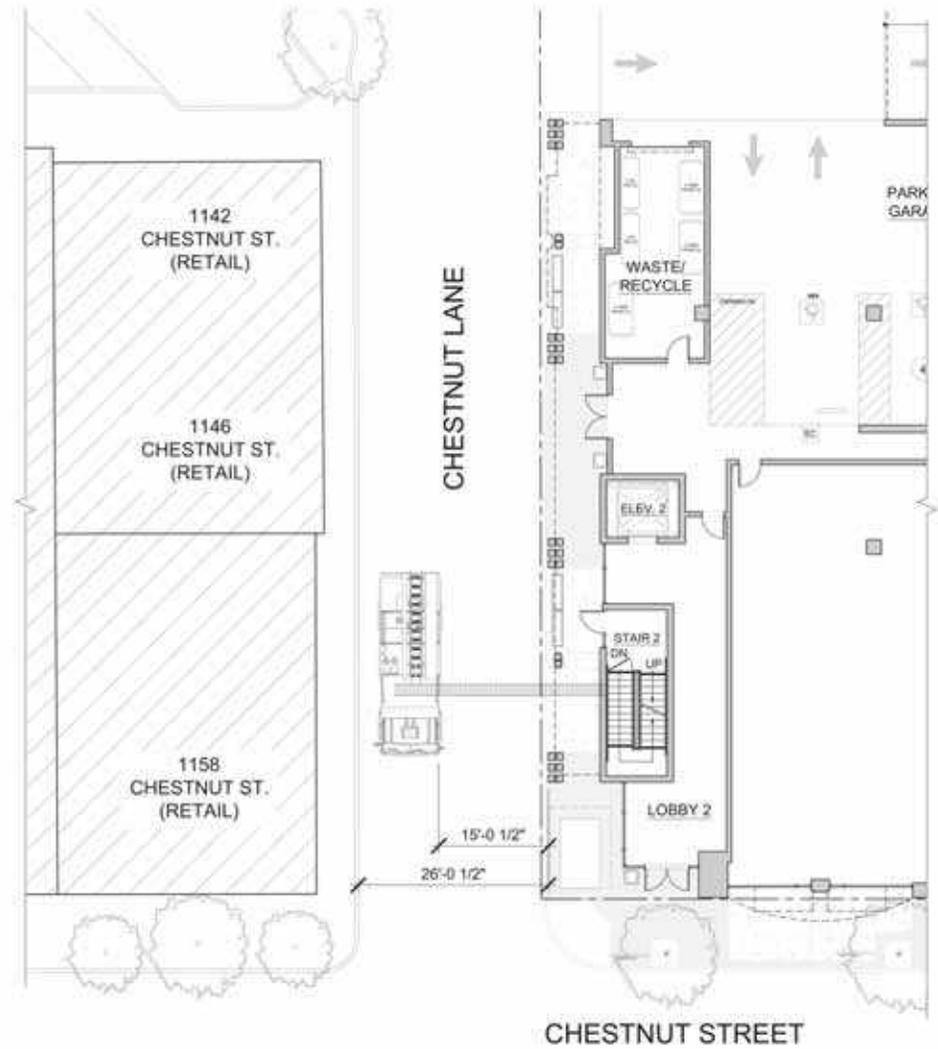 1142
CHESTNUT ST.
(RETAIL)
1146
CHESTNUT ST.
(RETAIL)
1158
CHESTNUT ST.
(RETAIL)
CHESTNUT LANE
WASTE/
RECYCLE
PARK
GARA
ELEV. 2
STAIR 2
DN
UP
LOBBY 2
15'-0 1/2"
26'-0 1/2"
CHESTNUT STREET